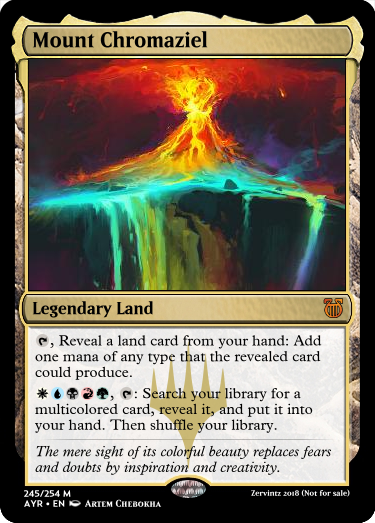 Mount Chromaziel
Legendary Land
, Reveal a land card from your hand: Add
one mana of any type that the revealed card
could produce.
, : Search your library for a
multicolored card, reveal it, and put it into
your hand. Then shuffle your library.
The mere sight of its colorful beauty replaces fears
and doubts by inspiration and creativity.
245/254 M
AYR • EN Artem Chebokha
Zervintz 2018 (Not for sale)